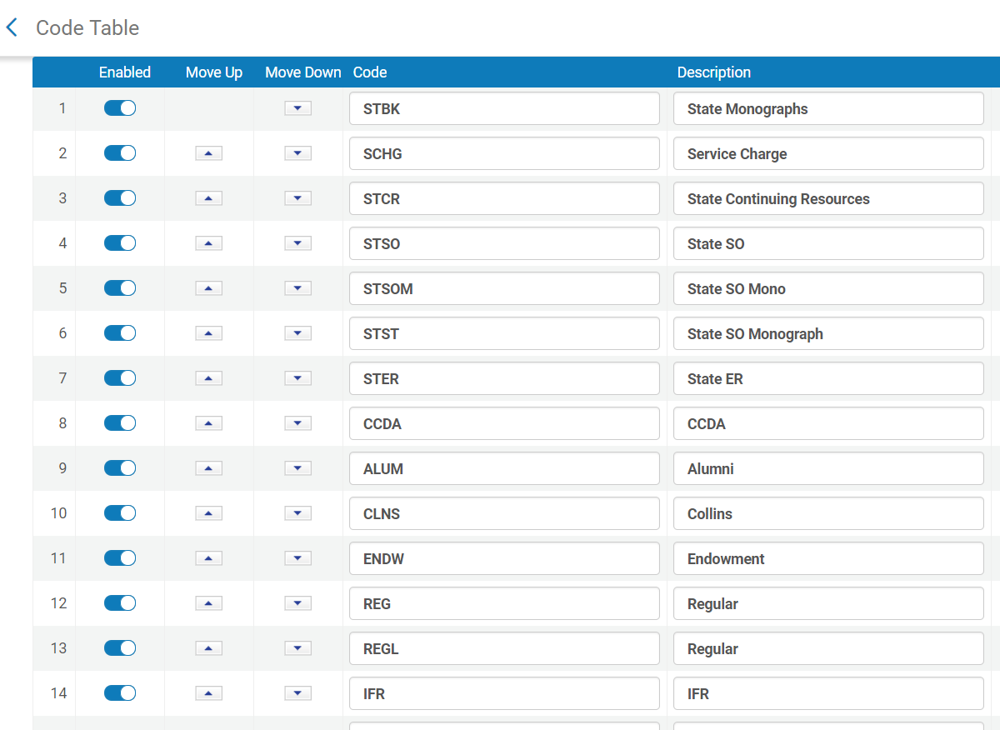 Code Table
Enabled Move Up Move Down Code Description
1 STBK State Monographs
2 SCHG Service Charge
3 STCR State Continuing Resources
4 STSO State SO
5 STSOM State SO Mono
6 STST State SO Monograph
7 STER State ER
8 CCDA CCDA
9 ALUM Alumni
10 CLNS Collins
11 ENDW Endowment
12 REG Regular
13 REGL Regular
14 IFR IFR